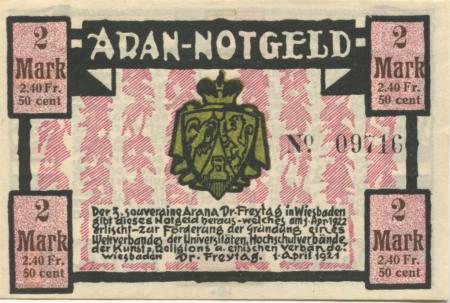 2
Mark
2.40 Fr.
50 cent
ARAN-NOTGELD
2
Mark
2.40 Fr.
50 cent
No 09716
Der 3. souveraine Arana Dr. Freytag in Wiesbaden
gibt dieses Notgeld heraus - welches am 1. April 1922
erlischt - zur Förderung der Gründung eines
Weltverbandes der Universitäten, Hochschulverbände,
der Kunst, Religions u. ethischen Verbände.
Wiesbaden Dr. Freytag. 1. April 1921
2
Mark
2.40 Fr.
50 cent
2
Mark
2.40 Fr.
50 cent